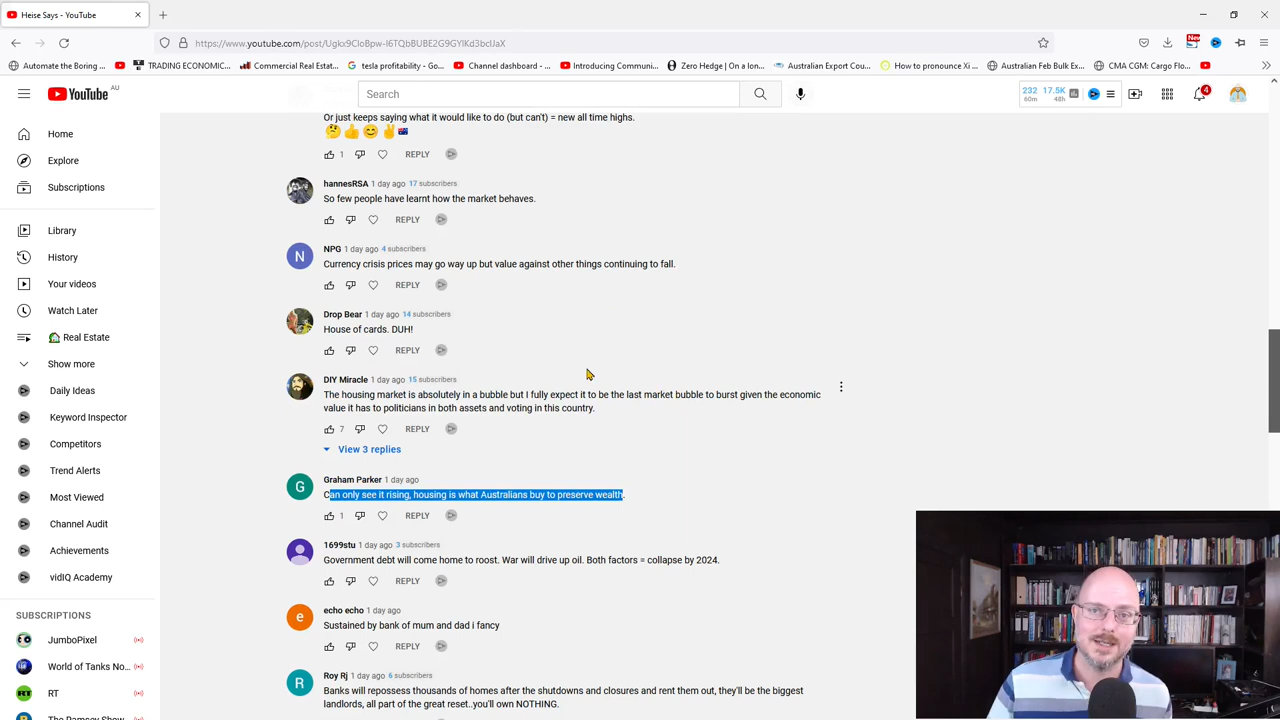 Heise Says - YouTube
https://www.youtube.com/post/Ugkx9CloBpw-I6TQbBUBE2G9GYlKd3bcIJaX
New
Automate the Boring ...
TRADING ECONOMIC...
Commercial Real Estat...
tesla profitability - Go...
Channel dashboard - ...
Introducing Communi...
Zero Hedge | On a lon...
Australian Export Cou...
How to pronounce Xi ...
Australian Feb Bulk Ex...
CMA CGM: Cargo Flo...
YouTube AU
Search
232 17.5K
60m 48h
4
Home
Explore
Subscriptions
Library
History
Your videos
Watch Later
🏡 Real Estate
Show more
Daily Ideas
Keyword Inspector
Competitors
Trend Alerts
Most Viewed
Channel Audit
Achievements
vidIQ Academy
SUBSCRIPTIONS
JumboPixel
World of Tanks No...
RT
The Ramsey Show
Or just keeps saying what it would like to do (but can't) = new all time highs.
🤔👍😊✌🇦🇺
1 REPLY
hannesRSA 1 day ago 17 subscribers
So few people have learnt how the market behaves.
REPLY
NPG 1 day ago 4 subscribers
N
Currency crisis prices may go way up but value against other things continuing to fall.
REPLY
Drop Bear 1 day ago 14 subscribers
House of cards. DUH!
REPLY
DIY Miracle 1 day ago 15 subscribers
The housing market is absolutely in a bubble but I fully expect it to be the last market bubble to burst given the economic
value it has to politicians in both assets and voting in this country.
7 REPLY
View 3 replies
Graham Parker 1 day ago
G
Can only see it rising, housing is what Australians buy to preserve wealth.
1 REPLY
1699stu 1 day ago 3 subscribers
Government debt will come home to roost. War will drive up oil. Both factors = collapse by 2024.
REPLY
echo echo 1 day ago
e
Sustained by bank of mum and dad i fancy
REPLY
Roy Rj 1 day ago 6 subscribers
R
Banks will repossess thousands of homes after the shutdowns and closures and rent them out, they'll be the biggest
landlords, all part of the great reset..you'll own NOTHING.